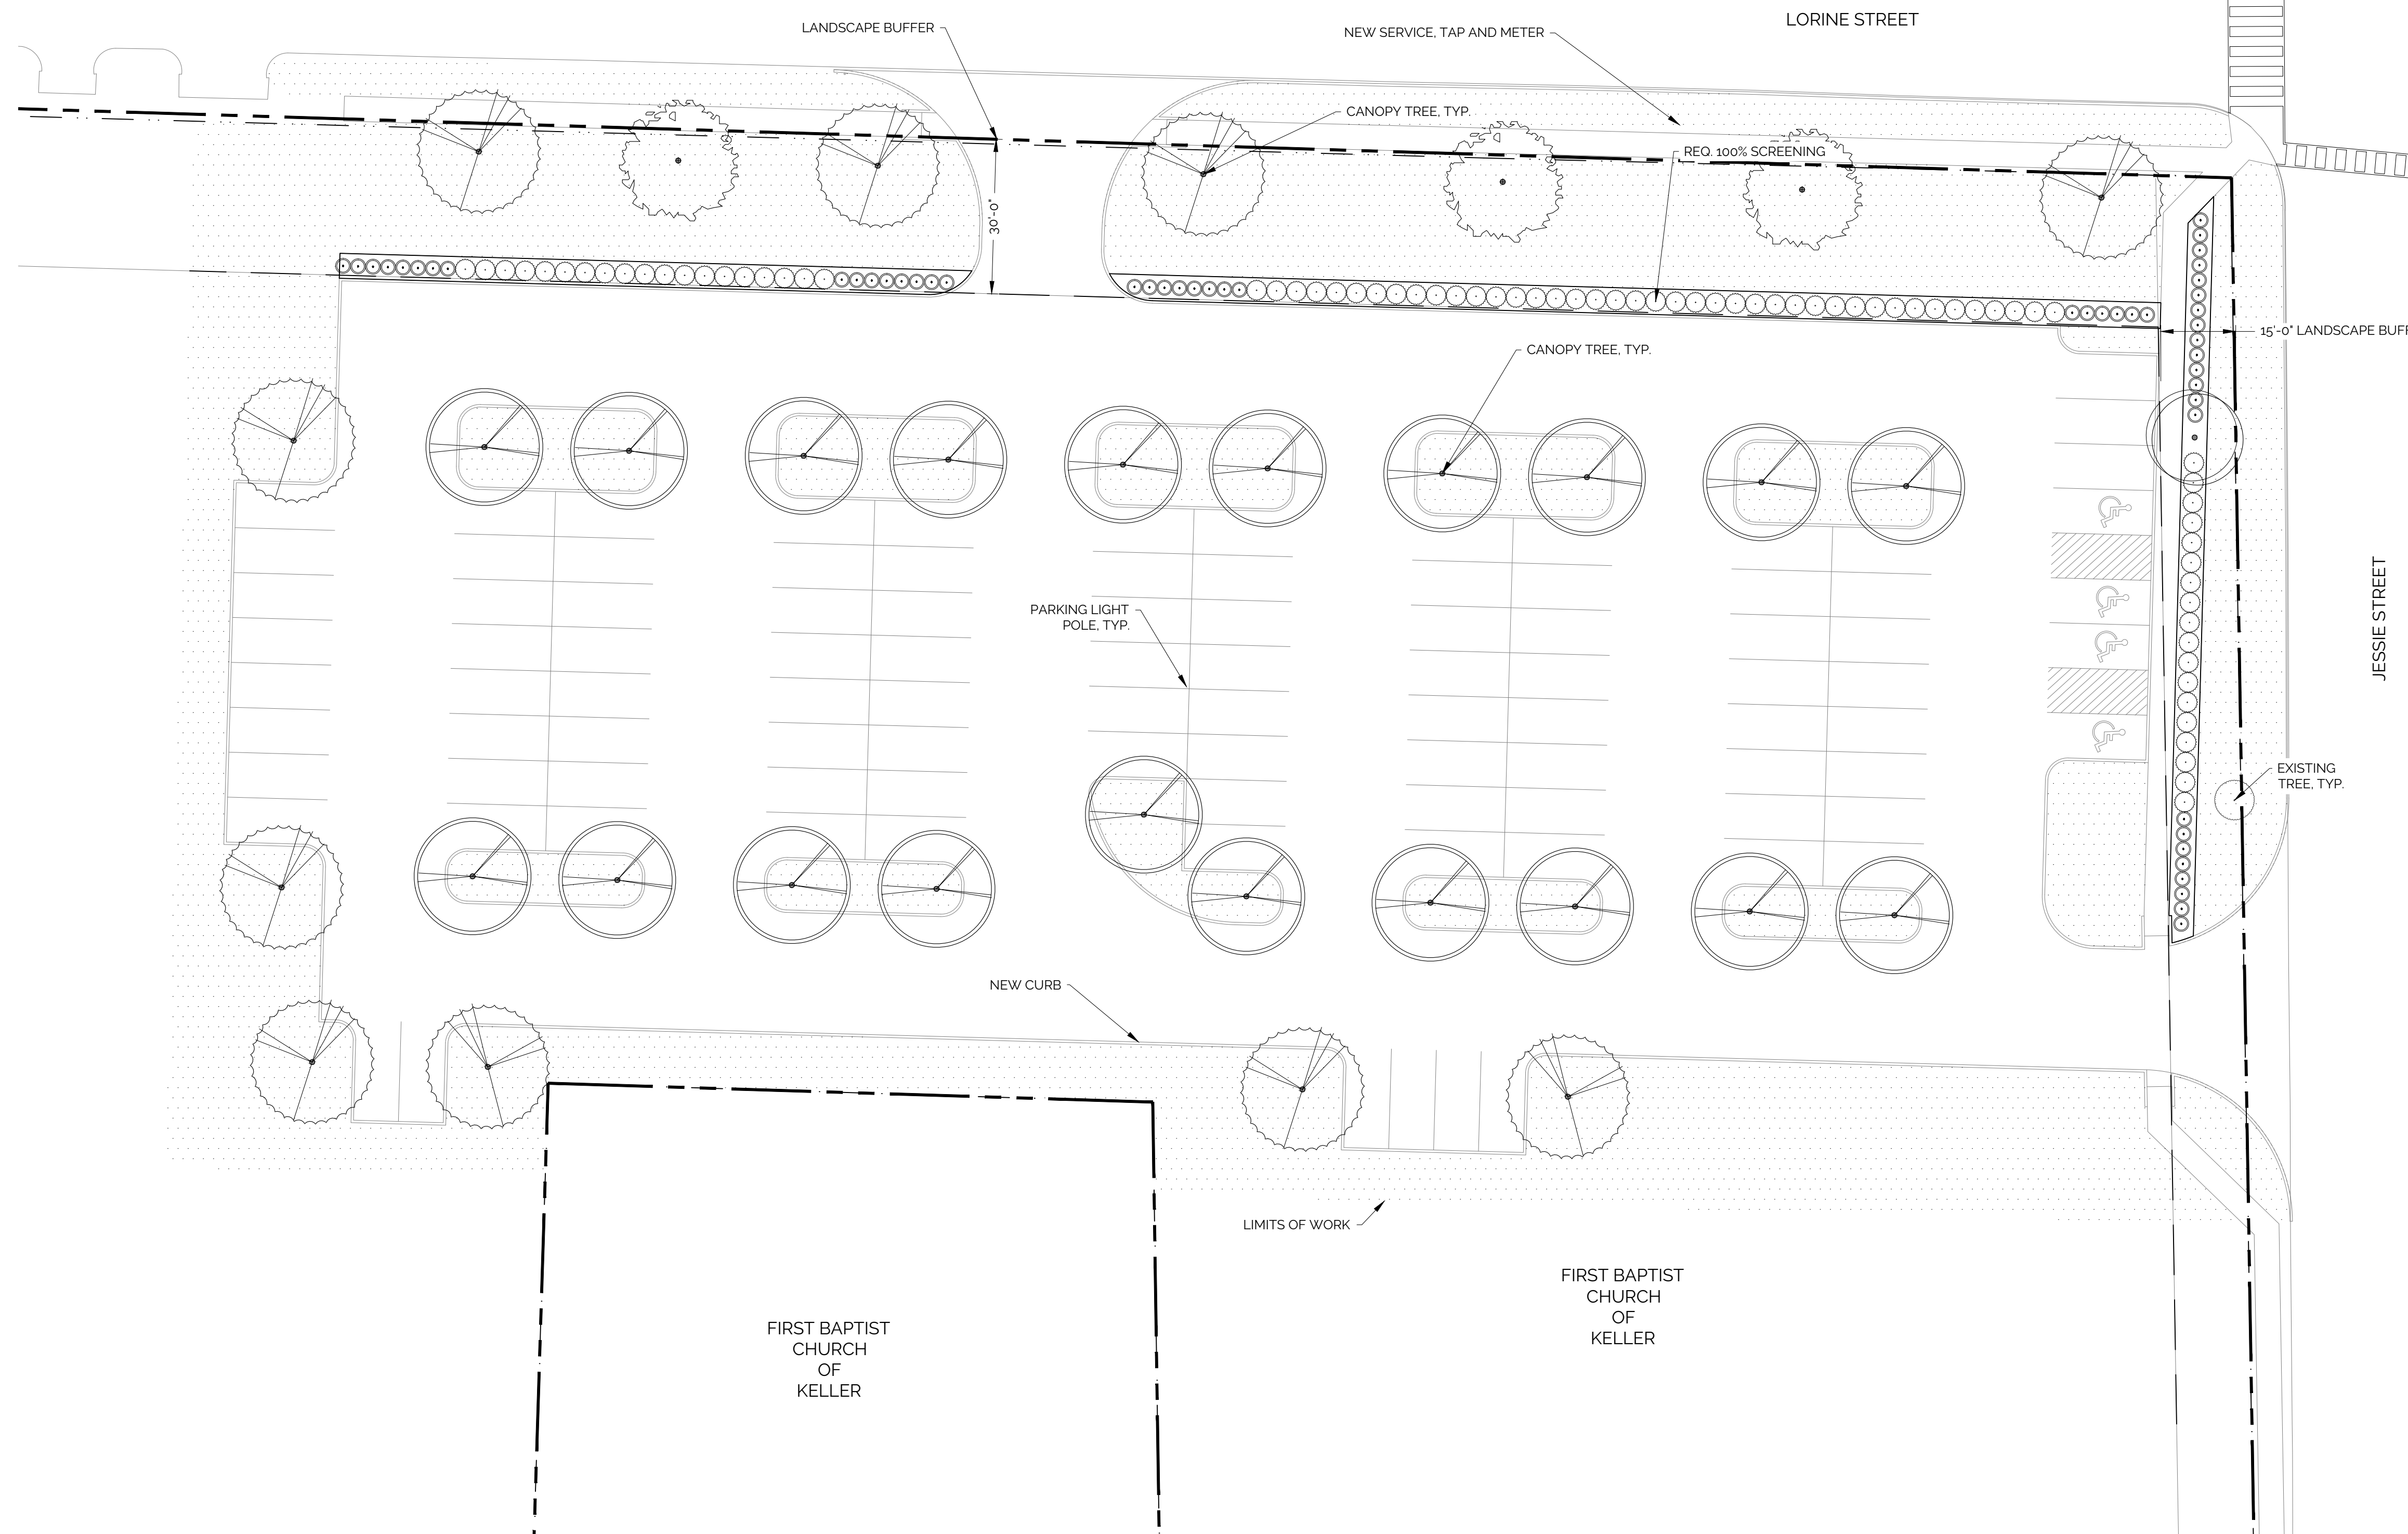 LORINE STREET
LANDSCAPE BUFFER
NEW SERVICE, TAP AND METER
CANOPY TREE, TYP.
REQ. 100% SCREENING
30'-0"
15'-0" LANDSCAPE BUFF
CANOPY TREE, TYP.
PARKING LIGHT
POLE, TYP.
JESSIE STREET
EXISTING
TREE, TYP.
NEW CURB
LIMITS OF WORK
FIRST BAPTIST
CHURCH
OF
KELLER
FIRST BAPTIST
CHURCH
OF
KELLER